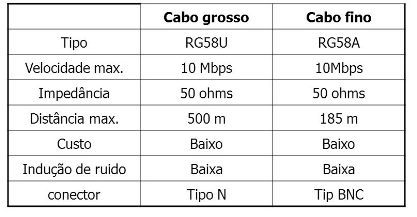 Cabo grosso Cabo fino
Tipo RG58U RG58A
Velocidade max. 10 Mbps 10Mbps
Impedância 50 ohms 50 ohms
Distância max. 500 m 185 m
Custo Baixo Baixo
Indução de ruido Baixa Baixa
conector Tipo N Tip BNC